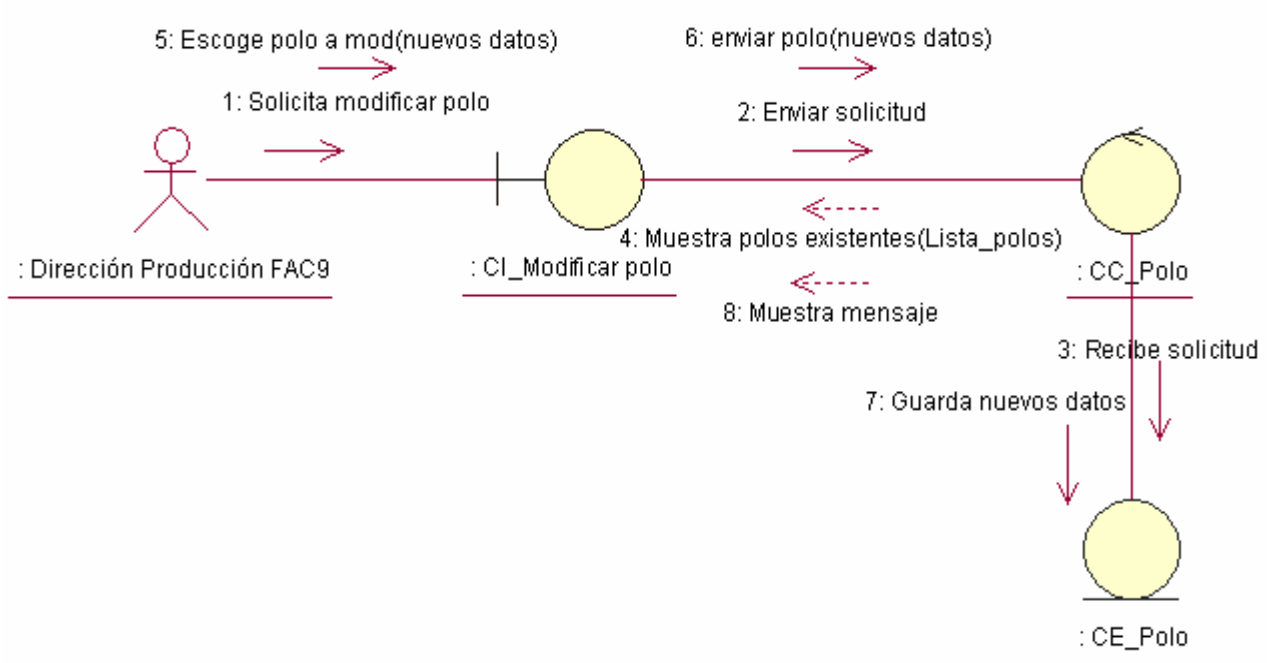 5: Escoge polo a mod(nuevos datos)
6: enviar polo(nuevos datos)
1: Solicita modificar polo
2: Enviar solicitud
4: Muestra polos existentes(Lista_polos)
: Dirección Producción FAC9
: CI_Modificar polo
: CC_Polo
8: Muestra mensaje
3: Recibe solicitud
7: Guarda nuevos datos
: CE_Polo